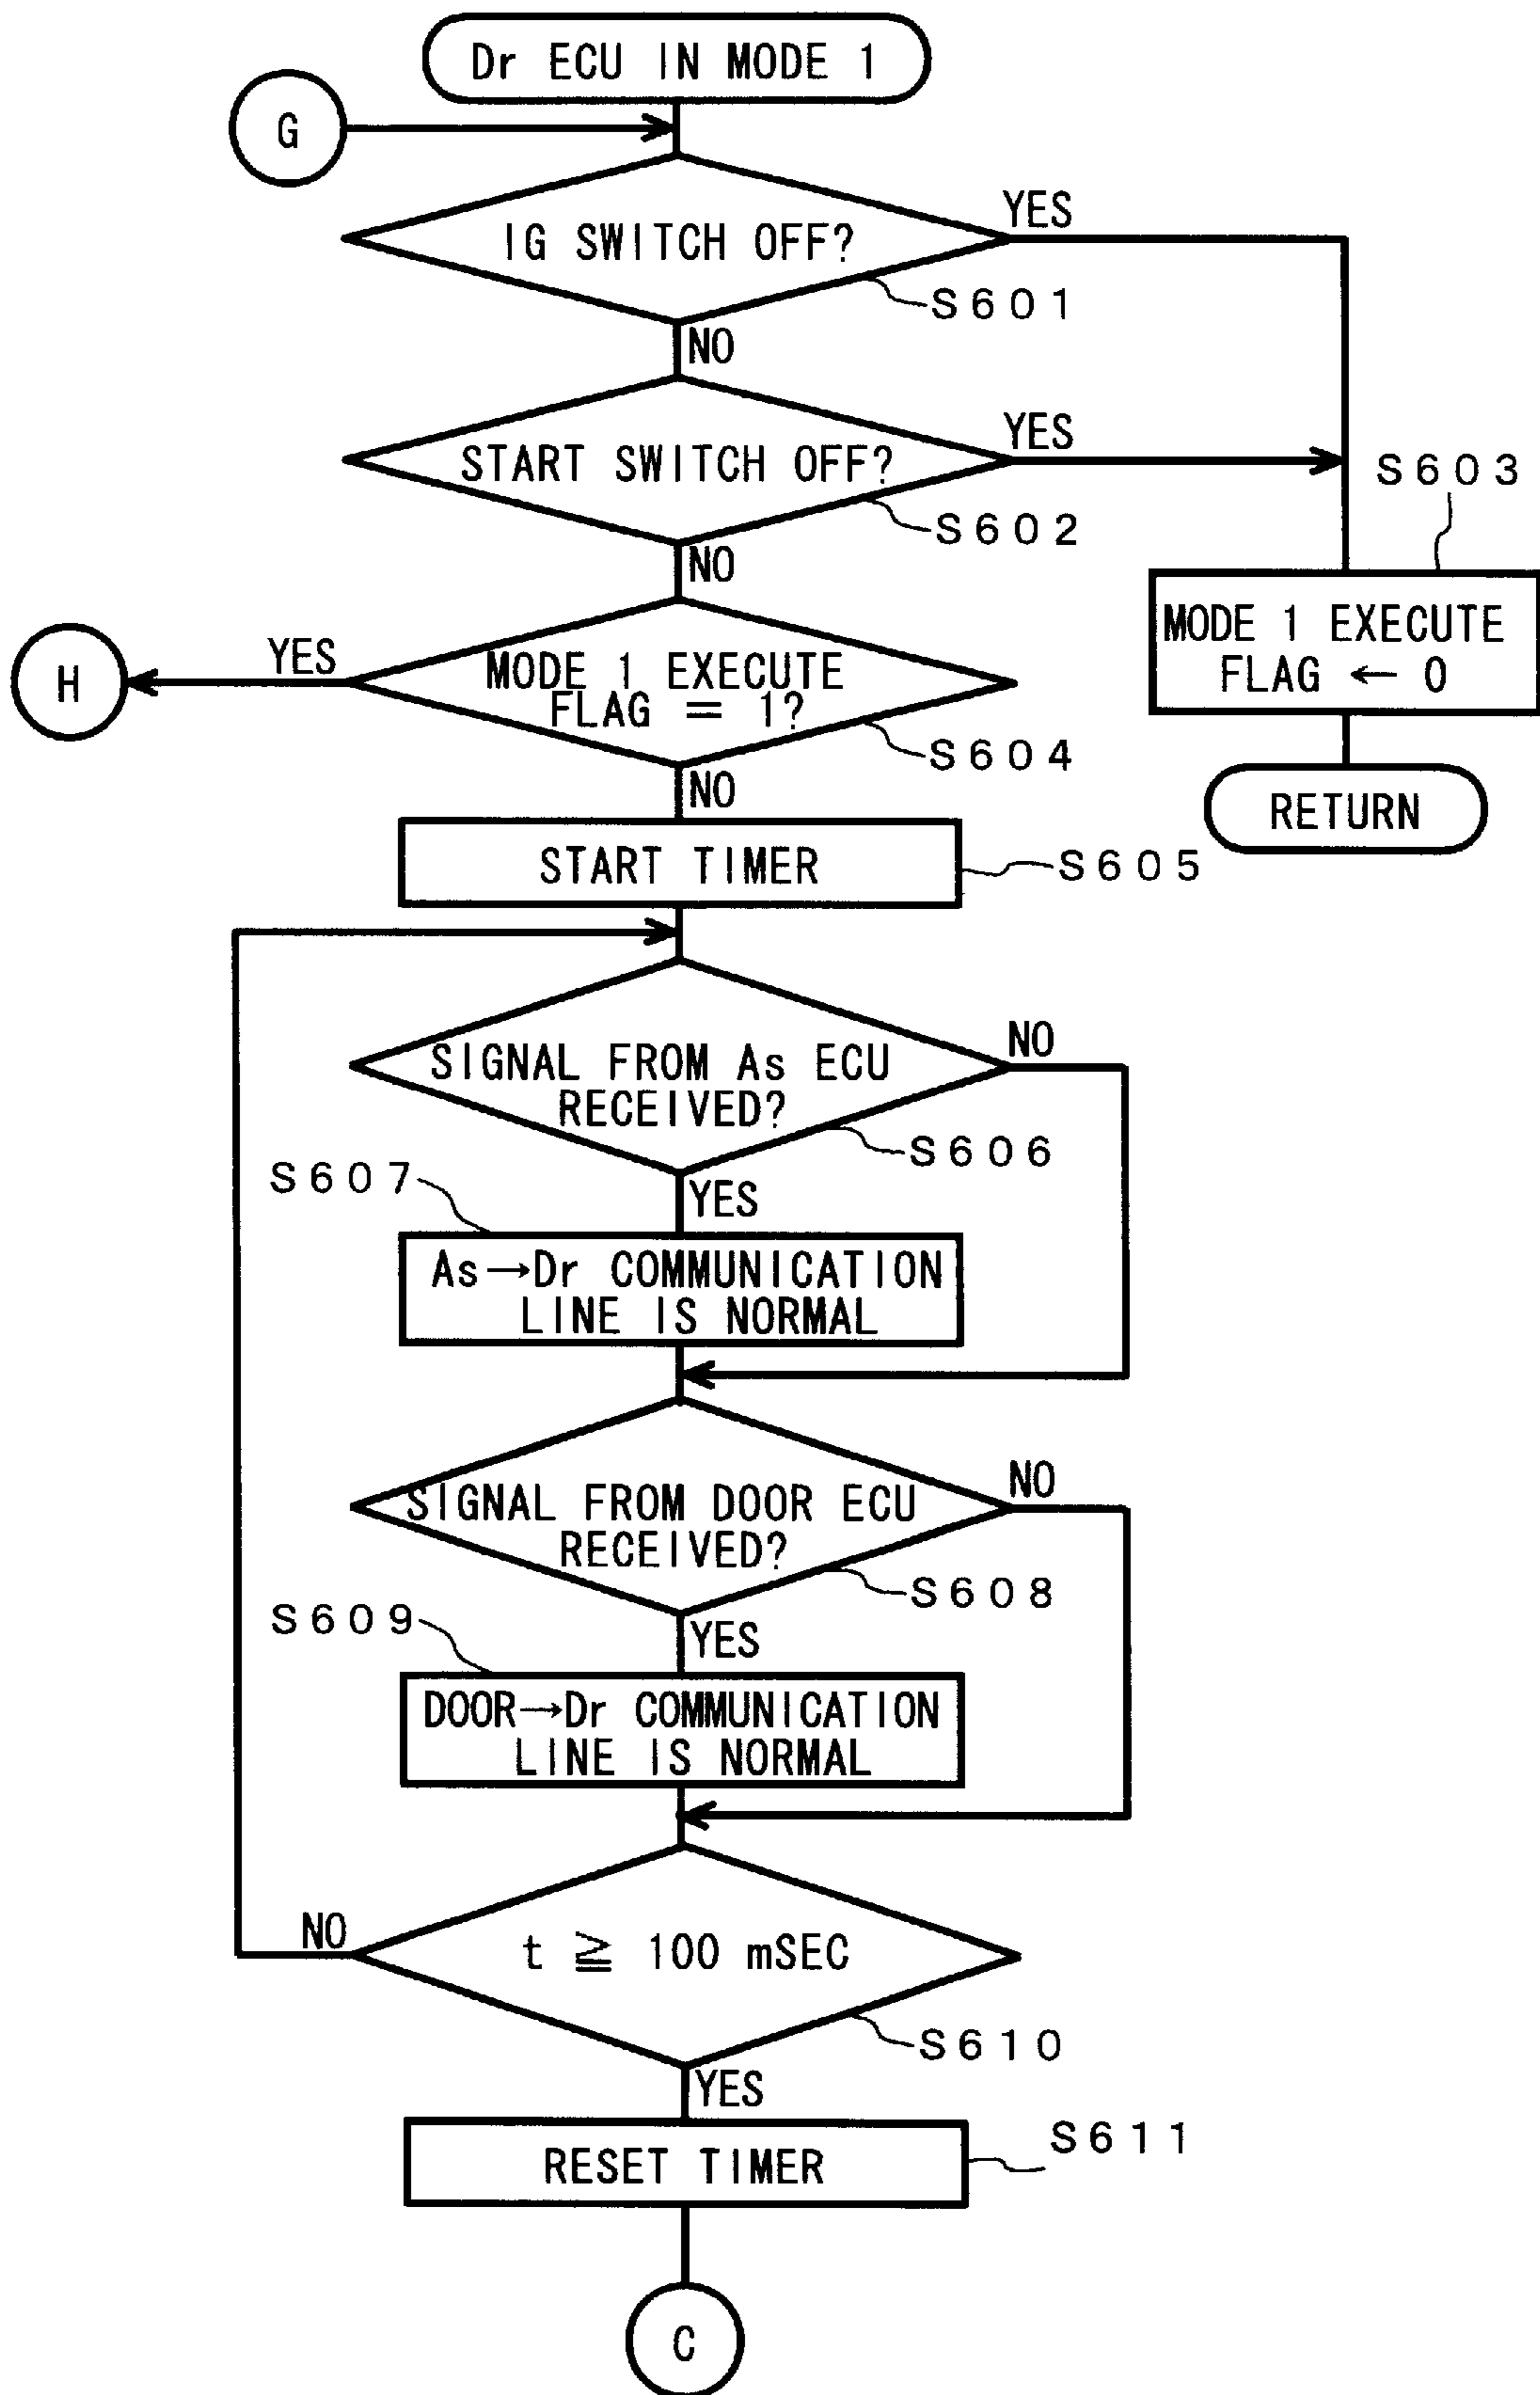 Dr ECU IN MODE 1
G
IG SWITCH OFF?
YES
S601
NO
START SWITCH OFF?
YES
S602
NO
S603
MODE 1 EXECUTE
FLAG ← 0
RETURN
H
YES
MODE 1 EXECUTE
FLAG = 1?
S604
NO
START TIMER
S605
SIGNAL FROM As ECU
RECEIVED?
NO
S606
YES
S607
As→Dr COMMUNICATION
LINE IS NORMAL
SIGNAL FROM DOOR ECU
RECEIVED?
NO
S608
YES
S609
DOOR→Dr COMMUNICATION
LINE IS NORMAL
NO
t ≧ 100 mSEC
S610
YES
RESET TIMER
S611
C